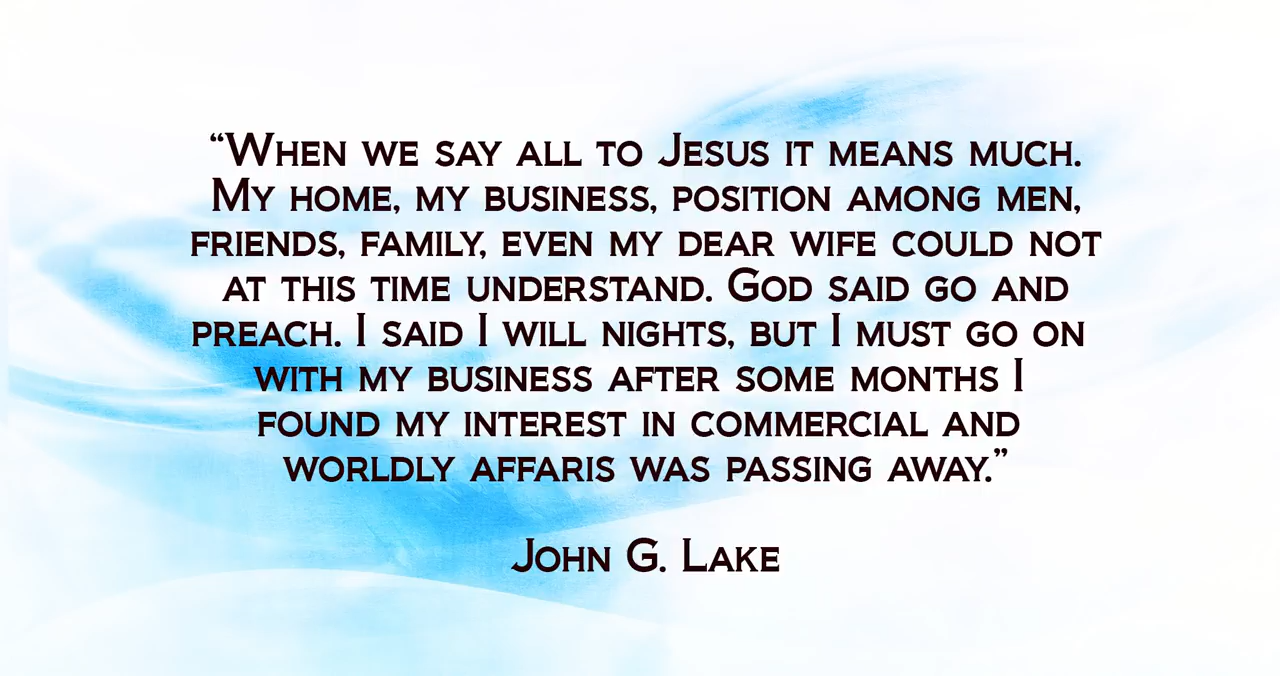 “When we say all to Jesus it means much.
My home, my business, position among men,
friends, family, even my dear wife could not
at this time understand. God said go and
preach. I said I will nights, but I must go on
with my business after some months I
found my interest in commercial and
worldly affaris was passing away.”
John G. Lake